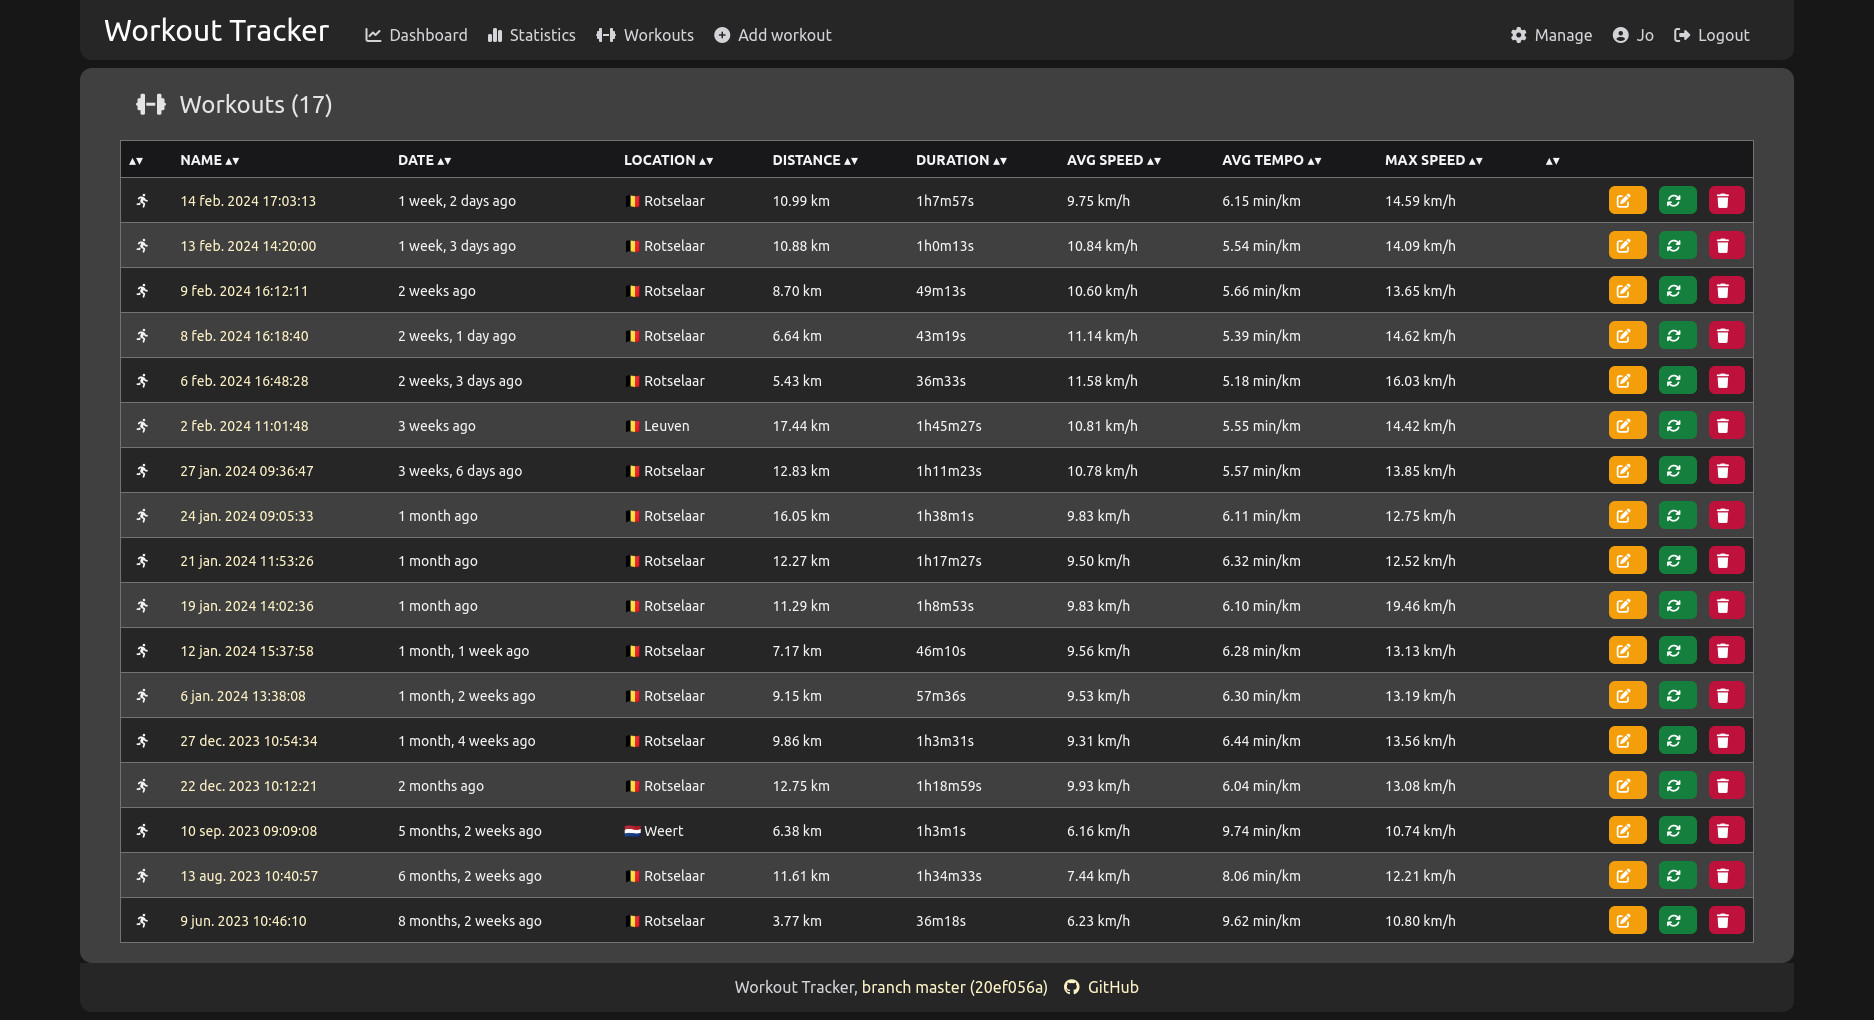 Workout Tracker Dashboard Statistics Workouts Add workout Manage Jo Logout
Workouts (17)
▲▼ NAME ▲▼ DATE ▲▼ LOCATION ▲▼ DISTANCE ▲▼ DURATION ▲▼ AVG SPEED ▲▼ AVG TEMPO ▲▼ MAX SPEED ▲▼ ▲▼
14 feb. 2024 17:03:13 1 week, 2 days ago Rotselaar 10.99 km 1h7m57s 9.75 km/h 6.15 min/km 14.59 km/h
13 feb. 2024 14:20:00 1 week, 3 days ago Rotselaar 10.88 km 1h0m13s 10.84 km/h 5.54 min/km 14.09 km/h
9 feb. 2024 16:12:11 2 weeks ago Rotselaar 8.70 km 49m13s 10.60 km/h 5.66 min/km 13.65 km/h
8 feb. 2024 16:18:40 2 weeks, 1 day ago Rotselaar 6.64 km 43m19s 11.14 km/h 5.39 min/km 14.62 km/h
6 feb. 2024 16:48:28 2 weeks, 3 days ago Rotselaar 5.43 km 36m33s 11.58 km/h 5.18 min/km 16.03 km/h
2 feb. 2024 11:01:48 3 weeks ago Leuven 17.44 km 1h45m27s 10.81 km/h 5.55 min/km 14.42 km/h
27 jan. 2024 09:36:47 3 weeks, 6 days ago Rotselaar 12.83 km 1h11m23s 10.78 km/h 5.57 min/km 13.85 km/h
24 jan. 2024 09:05:33 1 month ago Rotselaar 16.05 km 1h38m1s 9.83 km/h 6.11 min/km 12.75 km/h
21 jan. 2024 11:53:26 1 month ago Rotselaar 12.27 km 1h17m27s 9.50 km/h 6.32 min/km 12.52 km/h
19 jan. 2024 14:02:36 1 month ago Rotselaar 11.29 km 1h8m53s 9.83 km/h 6.10 min/km 19.46 km/h
12 jan. 2024 15:37:58 1 month, 1 week ago Rotselaar 7.17 km 46m10s 9.56 km/h 6.28 min/km 13.13 km/h
6 jan. 2024 13:38:08 1 month, 2 weeks ago Rotselaar 9.15 km 57m36s 9.53 km/h 6.30 min/km 13.19 km/h
27 dec. 2023 10:54:34 1 month, 4 weeks ago Rotselaar 9.86 km 1h3m31s 9.31 km/h 6.44 min/km 13.56 km/h
22 dec. 2023 10:12:21 2 months ago Rotselaar 12.75 km 1h18m59s 9.93 km/h 6.04 min/km 13.08 km/h
10 sep. 2023 09:09:08 5 months, 2 weeks ago Weert 6.38 km 1h3m1s 6.16 km/h 9.74 min/km 10.74 km/h
13 aug. 2023 10:40:57 6 months, 2 weeks ago Rotselaar 11.61 km 1h34m33s 7.44 km/h 8.06 min/km 12.21 km/h
9 jun. 2023 10:46:10 8 months, 2 weeks ago Rotselaar 3.77 km 36m18s 6.23 km/h 9.62 min/km 10.80 km/h
Workout Tracker, branch master (20ef056a) GitHub